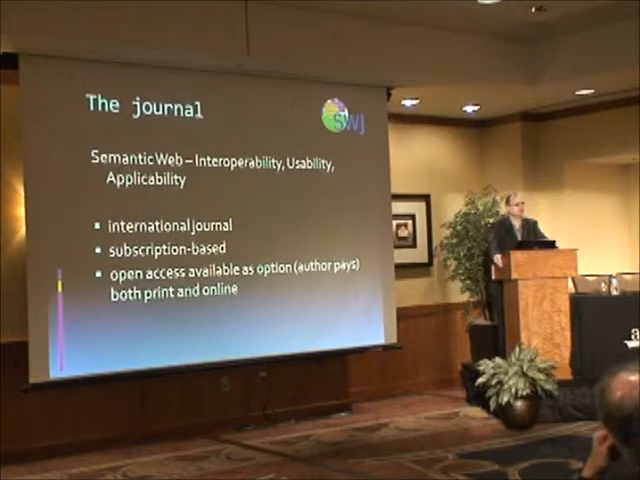 The journal
SWJ
Semantic Web – Interoperability, Usability,
Applicability
international journal
subscription-based
open access available as option (author pays)
both print and online
a